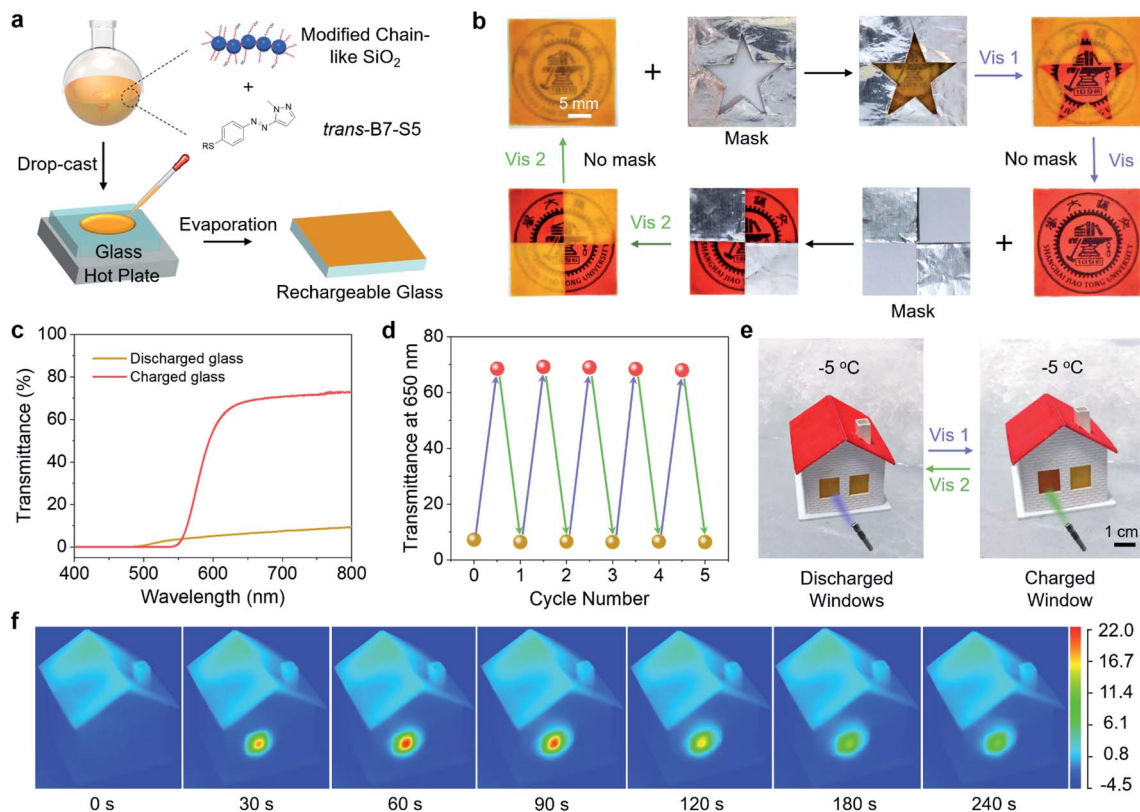 a
Modified Chain-
like SiO₂
+
trans-B7-S5
N
N
N
N
RS
Drop-cast
Evaporation
Glass
Hot Plate
Rechargeable Glass
b
5 mm
+
Mask
Vis 1
1896
Vis 2
No mask
No mask
Vis
Vis 2
Mask
+
1896
SHANGHAI JIAO TONG UNIVERSITY
c
Transmittance (%)
100
80
60
40
20
0
Discharged glass
Charged glass
400
500
600
700
800
Wavelength (nm)
d
Transmittance at 650 nm
80
60
40
20
0
0
1
2
3
4
5
Cycle Number
e
-5 °C
-5 °C
Vis 1
Vis 2
1 cm
Discharged
Windows
Charged
Window
f
22.0
16.7
11.4
6.1
0.8
-4.5
0 s
30 s
60 s
90 s
120 s
180 s
240 s